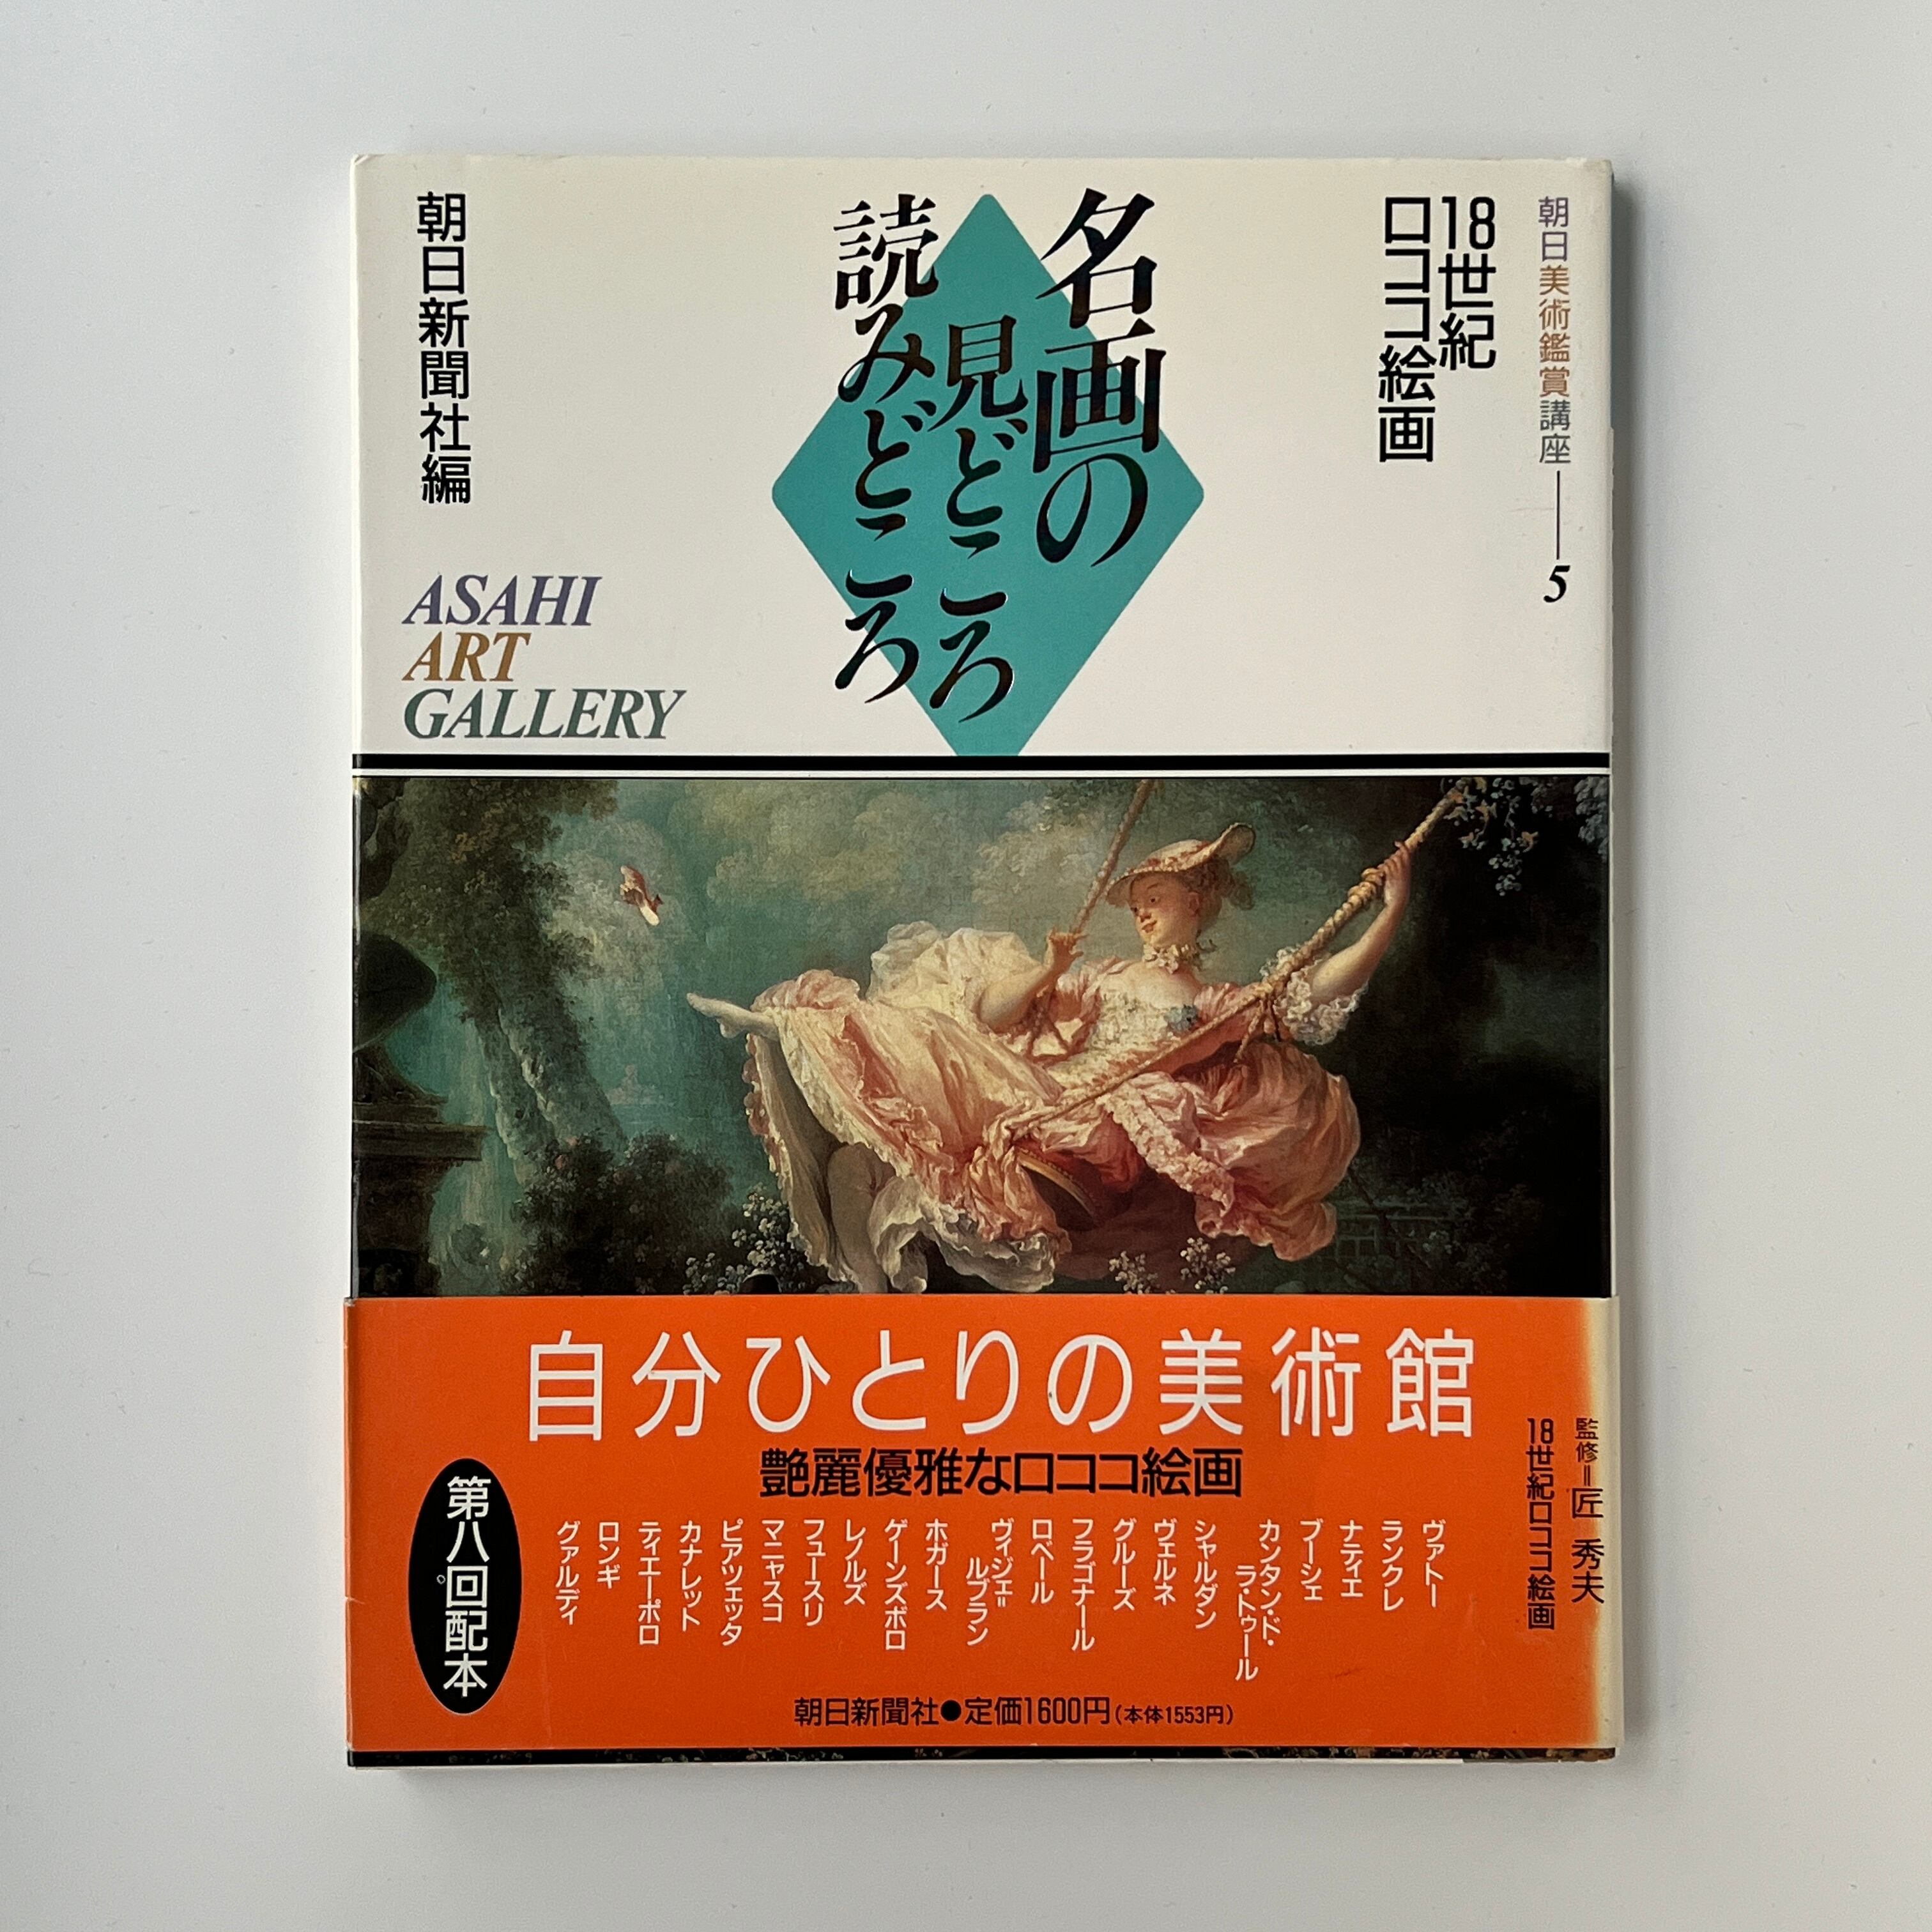 朝日美術鑑賞講座——5
18世紀
ロココ絵画
名画の
見どころ
読みどころ
朝日新聞社編
ASAHI
ART
GALLERY
自分ひとりの美術館
艶麗優雅なロココ絵画
監修=匠 秀夫
18世紀ロココ絵画
ヴァトー
ランクレ
ナティエ
ブーシェ
カンタン・ド・
ラ・トゥール
シャルダン
ヴェルネ
グルーズ
フラゴナール
ロベール
ヴィジェ=
ルブラン
ホガース
ゲーンズボロ
レノルズ
フュースリ
マニャスコ
ピアツェッタ
カナレット
ティエーポロ
ロンギ
グァルディ
第八回配本
朝日新聞社●定価1600円(本体1553円)